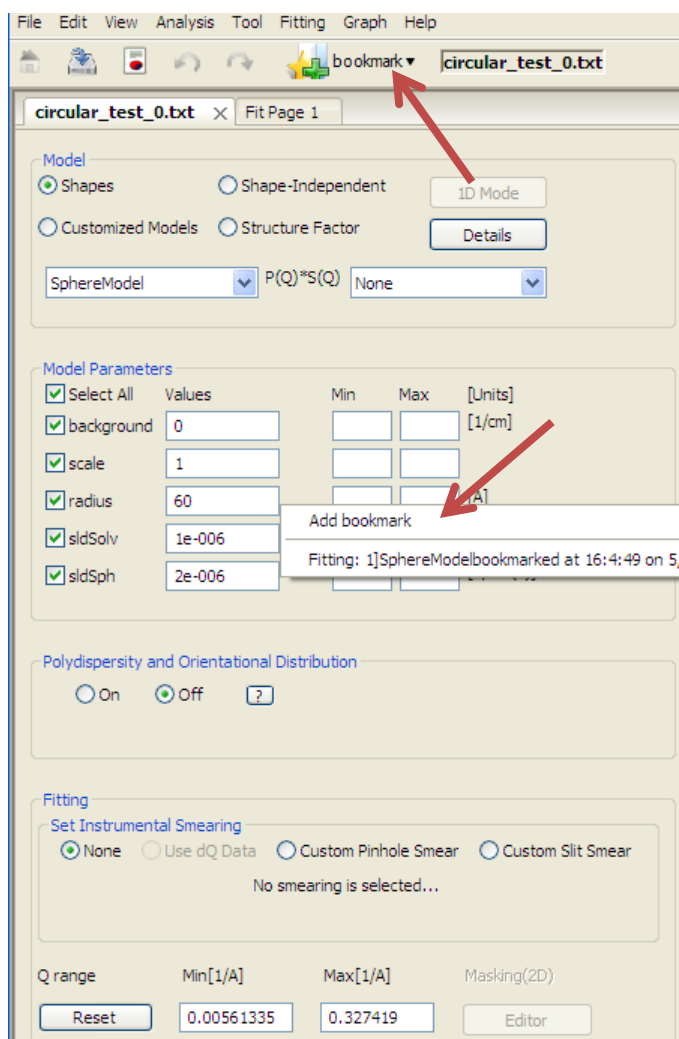 File Edit View Analysis Tool Fitting Graph Help
bookmark▾ circular_test_0.txt
circular_test_0.txt × Fit Page 1
Model
Shapes Shape-Independent 1D Mode
Customized Models Structure Factor Details
SphereModel P(Q)*S(Q) None
Model Parameters
Select All Values Min Max [Units]
background 0 [1/cm]
scale 1
radius 60 [A]
Add bookmark
sldSolv 1e-006
Fitting: 1]SphereModelbookmarked at 16:4:49 on 5,
sldSph 2e-006
Polydispersity and Orientational Distribution
On Off ?
Fitting
Set Instrumental Smearing
None Use dQ Data Custom Pinhole Smear Custom Slit Smear
No smearing is selected...
Q range Min[1/A] Max[1/A] Masking(2D)
Reset 0.00561335 0.327419 Editor